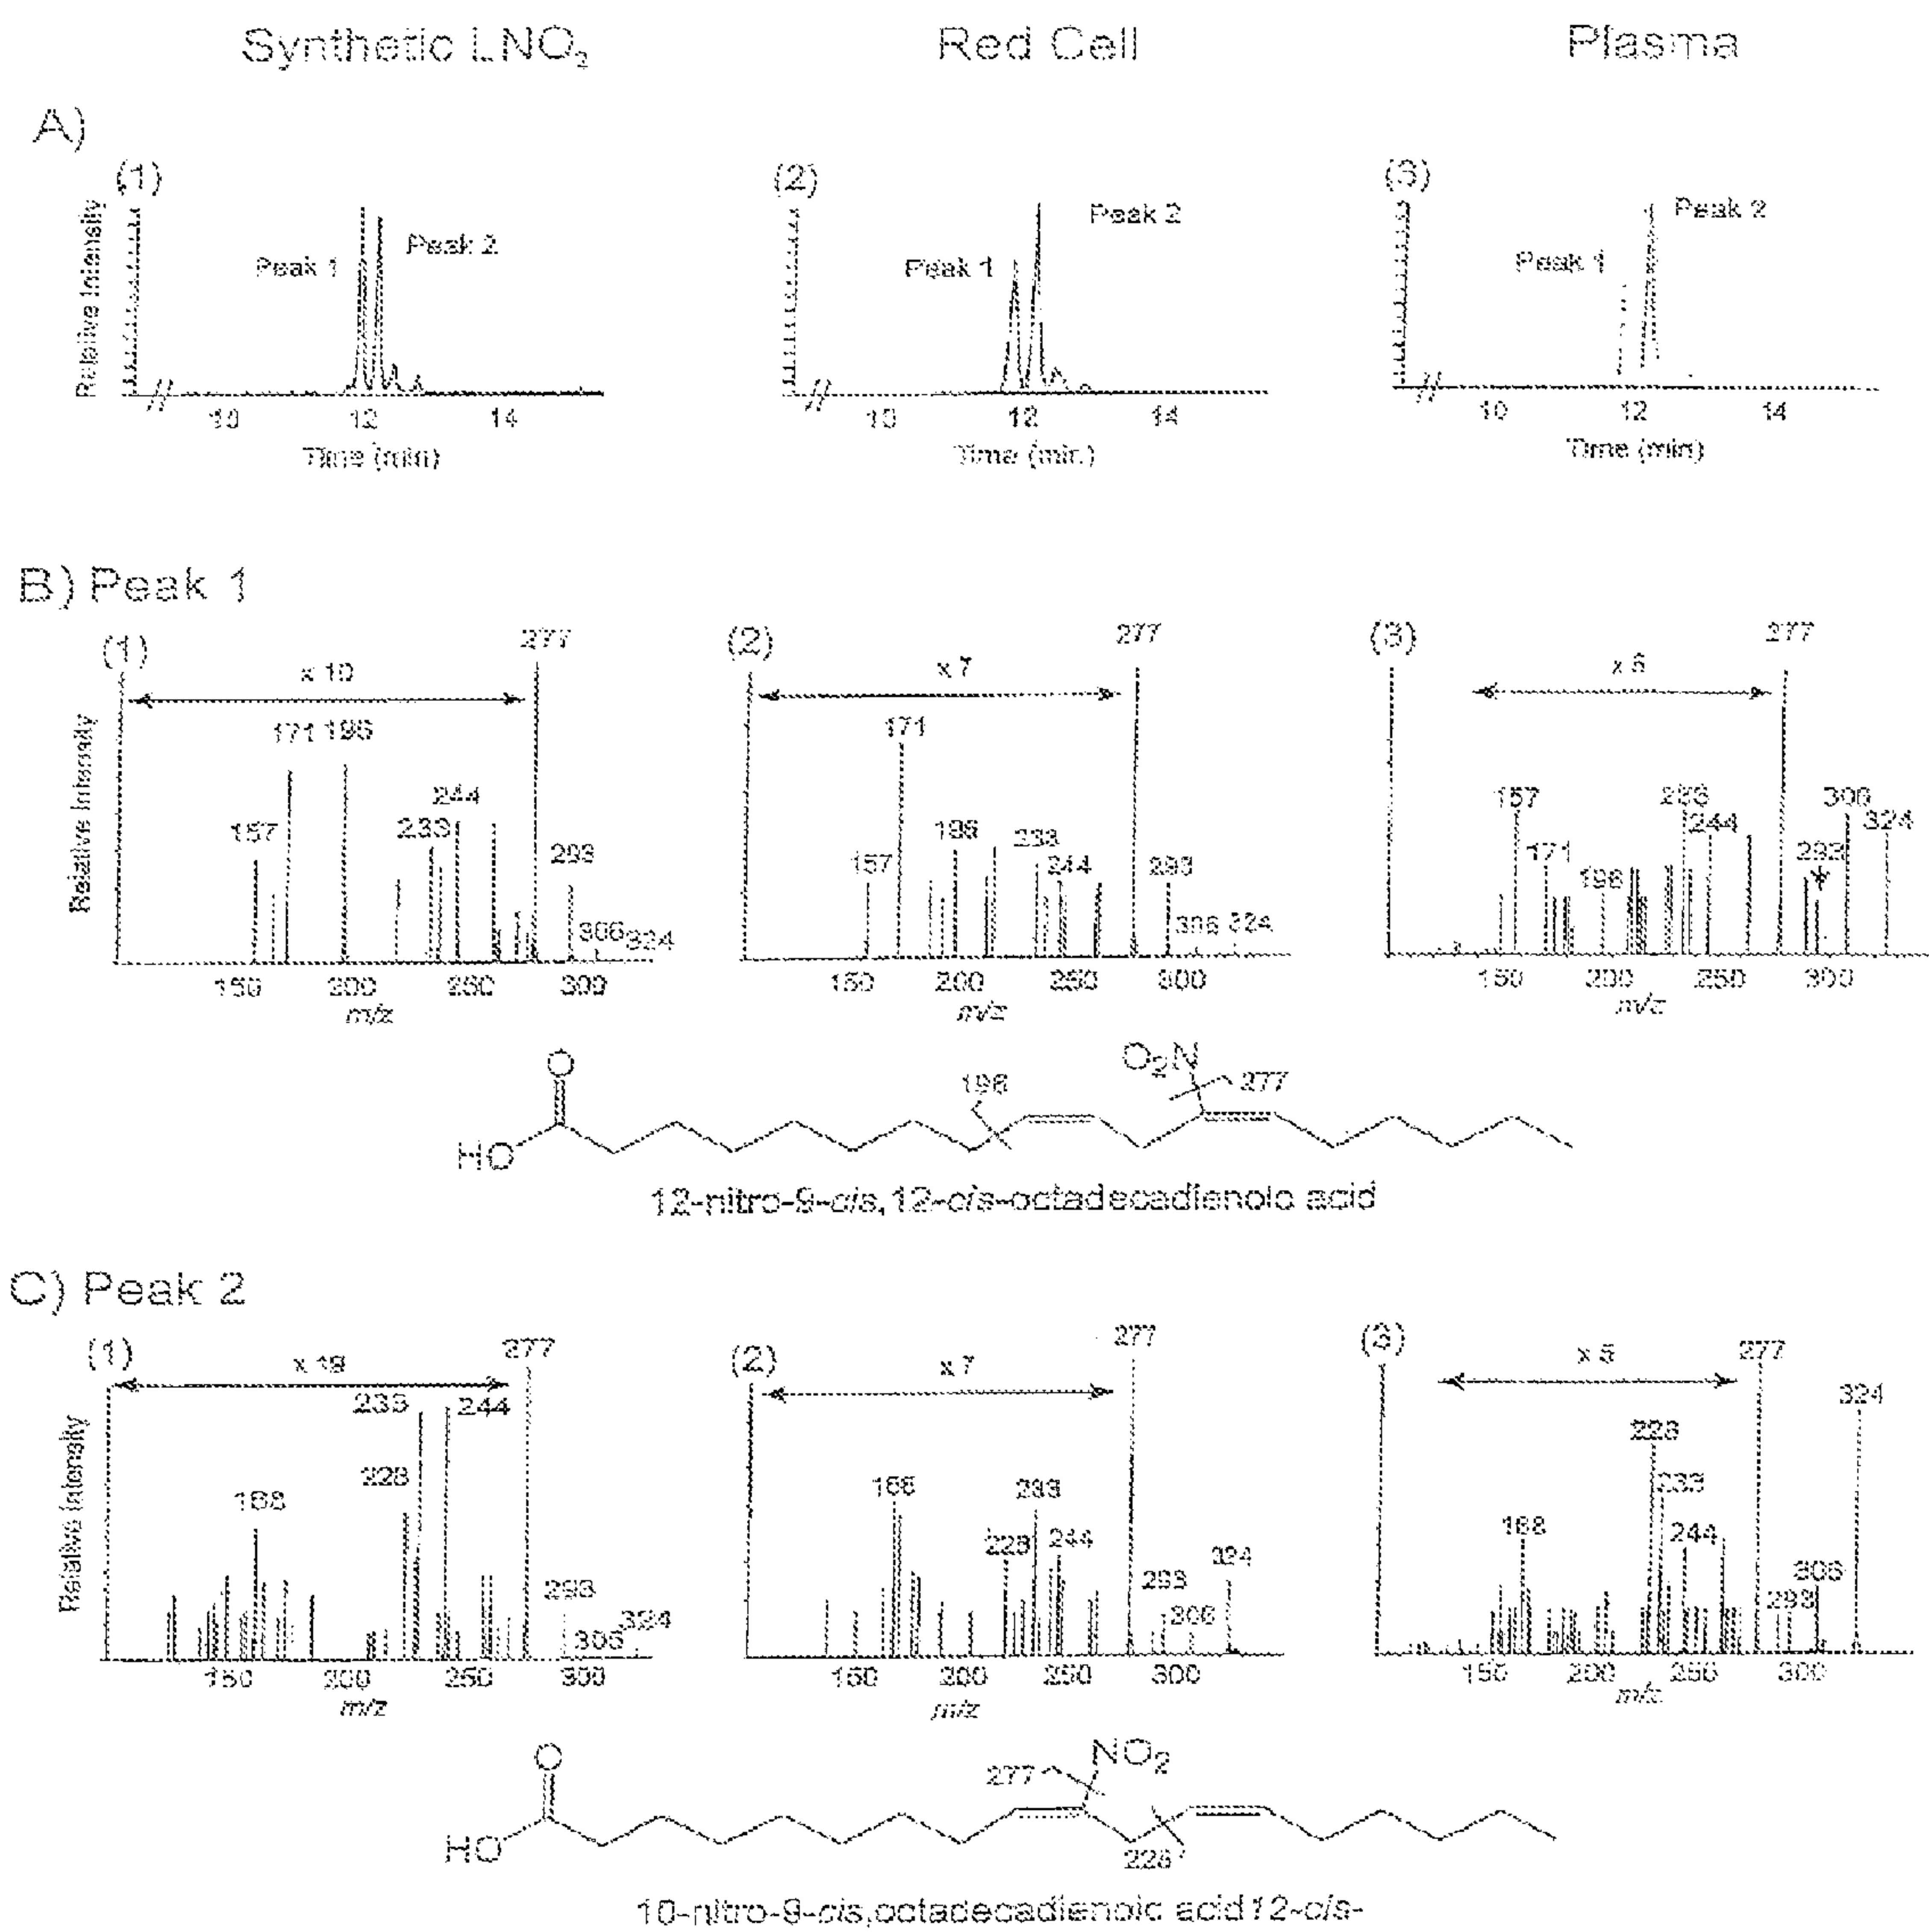 Synthetic LNO₂ Red Cell Plasma
A)
(1) (2) (3)
Relative Intensity
Peak 1 Peak 2 Peak 1 Peak 2 Peak 1 Peak 2
10 12 14 10 12 14 10 12 14
Time (min) Time (min.) Time (min)
B) Peak 1
(1) 277 (2) 277 (3) 277
x 10 x 7
Relative Intensity
171 196 157 233 244 293 306 324
171 157 196 233 244 293 306 324
157 171 196 233 244 293 306 324
150 200 250 300 150 200 250 300 150 200 250 300
m/z m/z m/z
O O₂N
196 277
HO
12-nitro-9-cis,12-cis-octadecadienoic acid
C) Peak 2
(1) 277 (2) 277 (3) 277
x 7
Relative Intensity
168 228 233 244 293 306 324
168 228 233 244 293 306 324
168 228 233 244 293 306 324
150 200 250 300 150 200 250 300 150 200 250 300
m/z m/z m/z
O NO₂
277
HO 228
10-nitro-9-cis,octadecadienoic acid12-cis-